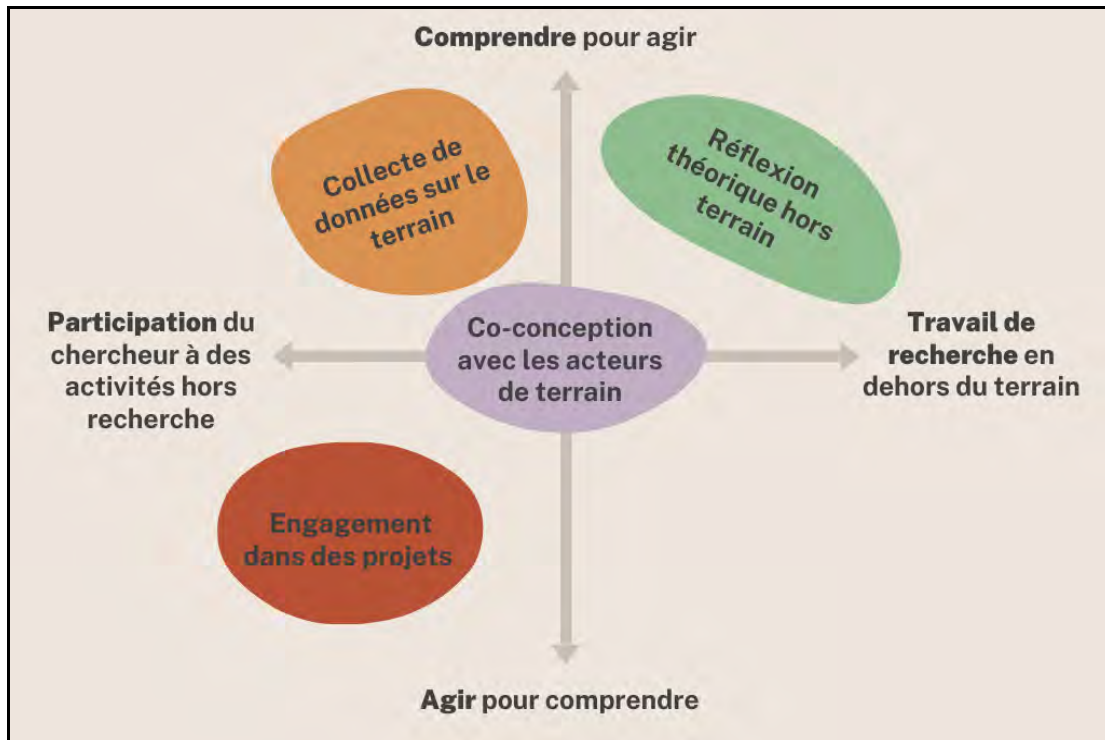 Comprendre pour agir
Collecte de
données sur le
terrain
Réflexion
théorique hors
terrain
Participation du
chercheur à des
activités hors
recherche
Co-conception
avec les acteurs
de terrain
Travail de
recherche en
dehors du terrain
Engagement
dans des projets
Agir pour comprendre